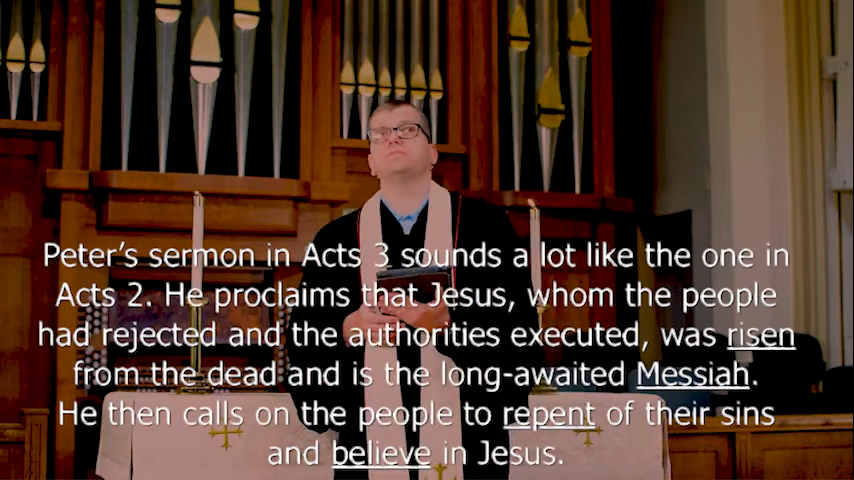 Peter’s sermon in Acts 3 sounds a lot like the one in
Acts 2. He proclaims that Jesus, whom the people
had rejected and the authorities executed, was risen
from the dead and is the long-awaited Messiah.
He then calls on the people to repent of their sins
and believe in Jesus.